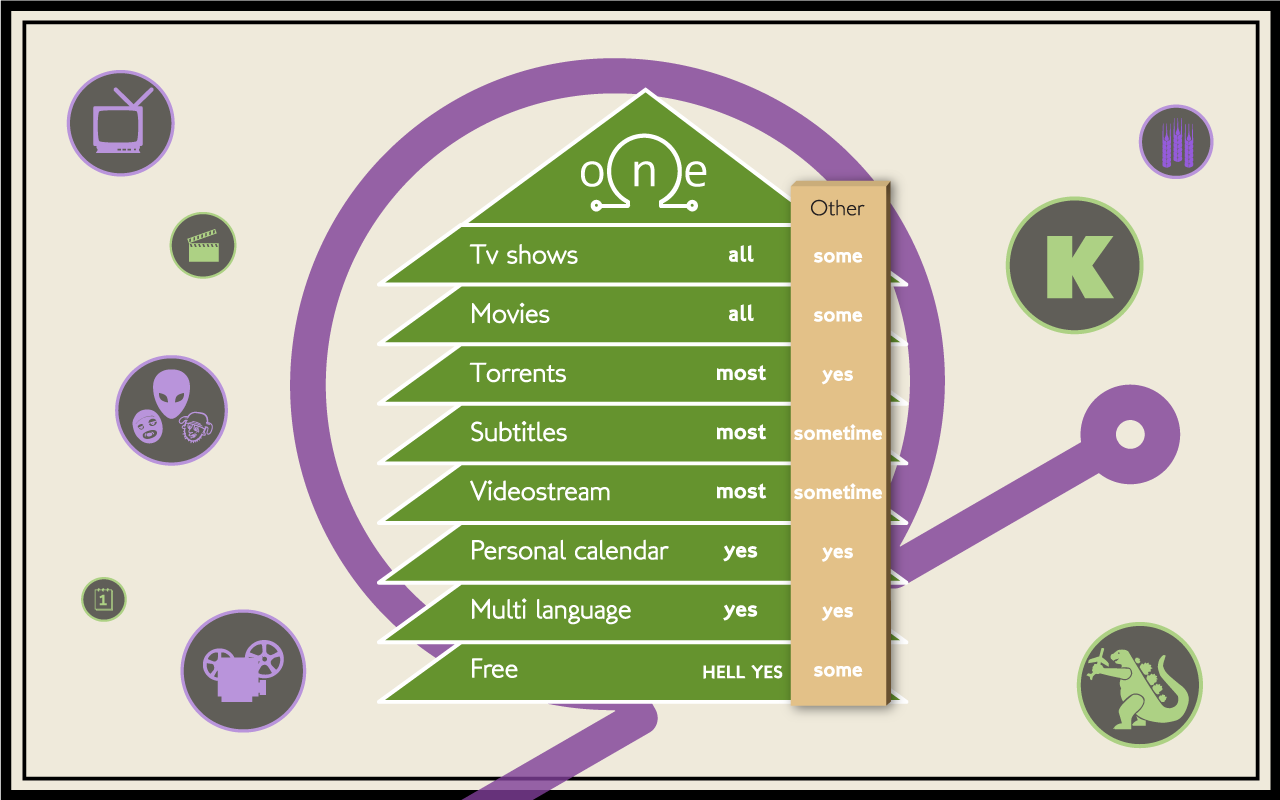 one
Other
Tv shows all some
Movies all some
Torrents most yes
Subtitles most sometime
Videostream most sometime
Personal calendar yes yes
Multi language yes yes
Free HELL YES some
K
1